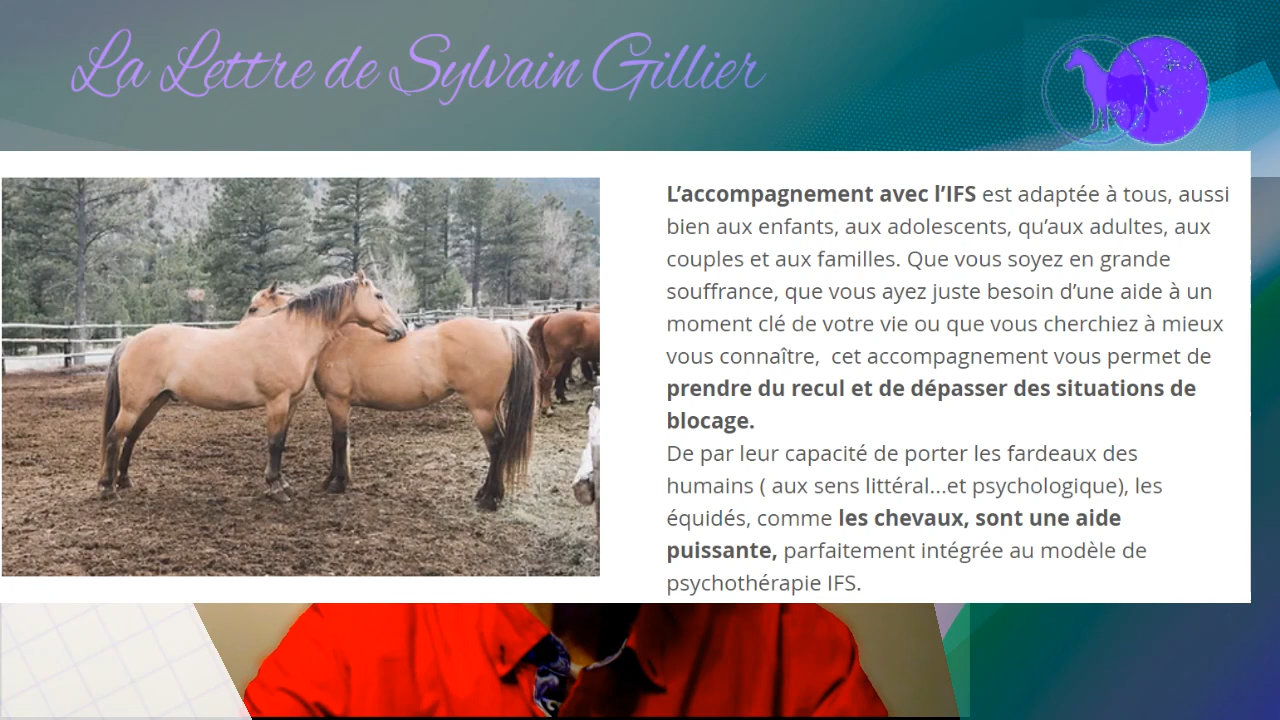 La Lettre de Sylvain Gillier
L’accompagnement avec l’IFS est adaptée à tous, aussi
bien aux enfants, aux adolescents, qu’aux adultes, aux
couples et aux familles. Que vous soyez en grande
souffrance, que vous ayez juste besoin d’une aide à un
moment clé de votre vie ou que vous cherchiez à mieux
vous connaître,  cet accompagnement vous permet de
prendre du recul et de dépasser des situations de
blocage.
De par leur capacité de porter les fardeaux des
humains ( aux sens littéral...et psychologique), les
équidés, comme les chevaux, sont une aide
puissante, parfaitement intégrée au modèle de
psychothérapie IFS.